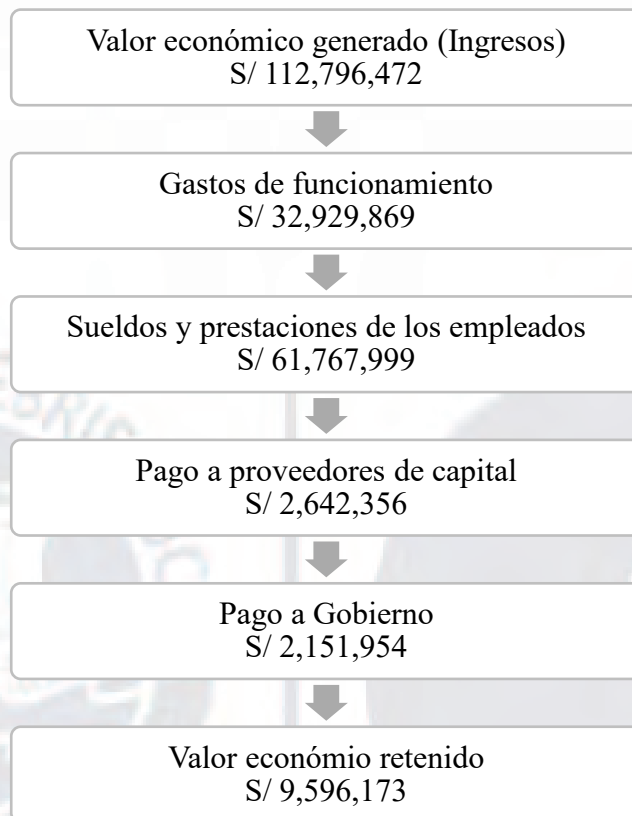 Valor económico generado (Ingresos)
S/ 112,796,472
Gastos de funcionamiento
S/ 32,929,869
Sueldos y prestaciones de los empleados
S/ 61,767,999
Pago a proveedores de capital
S/ 2,642,356
Pago a Gobierno
S/ 2,151,954
Valor económio retenido
S/ 9,596,173